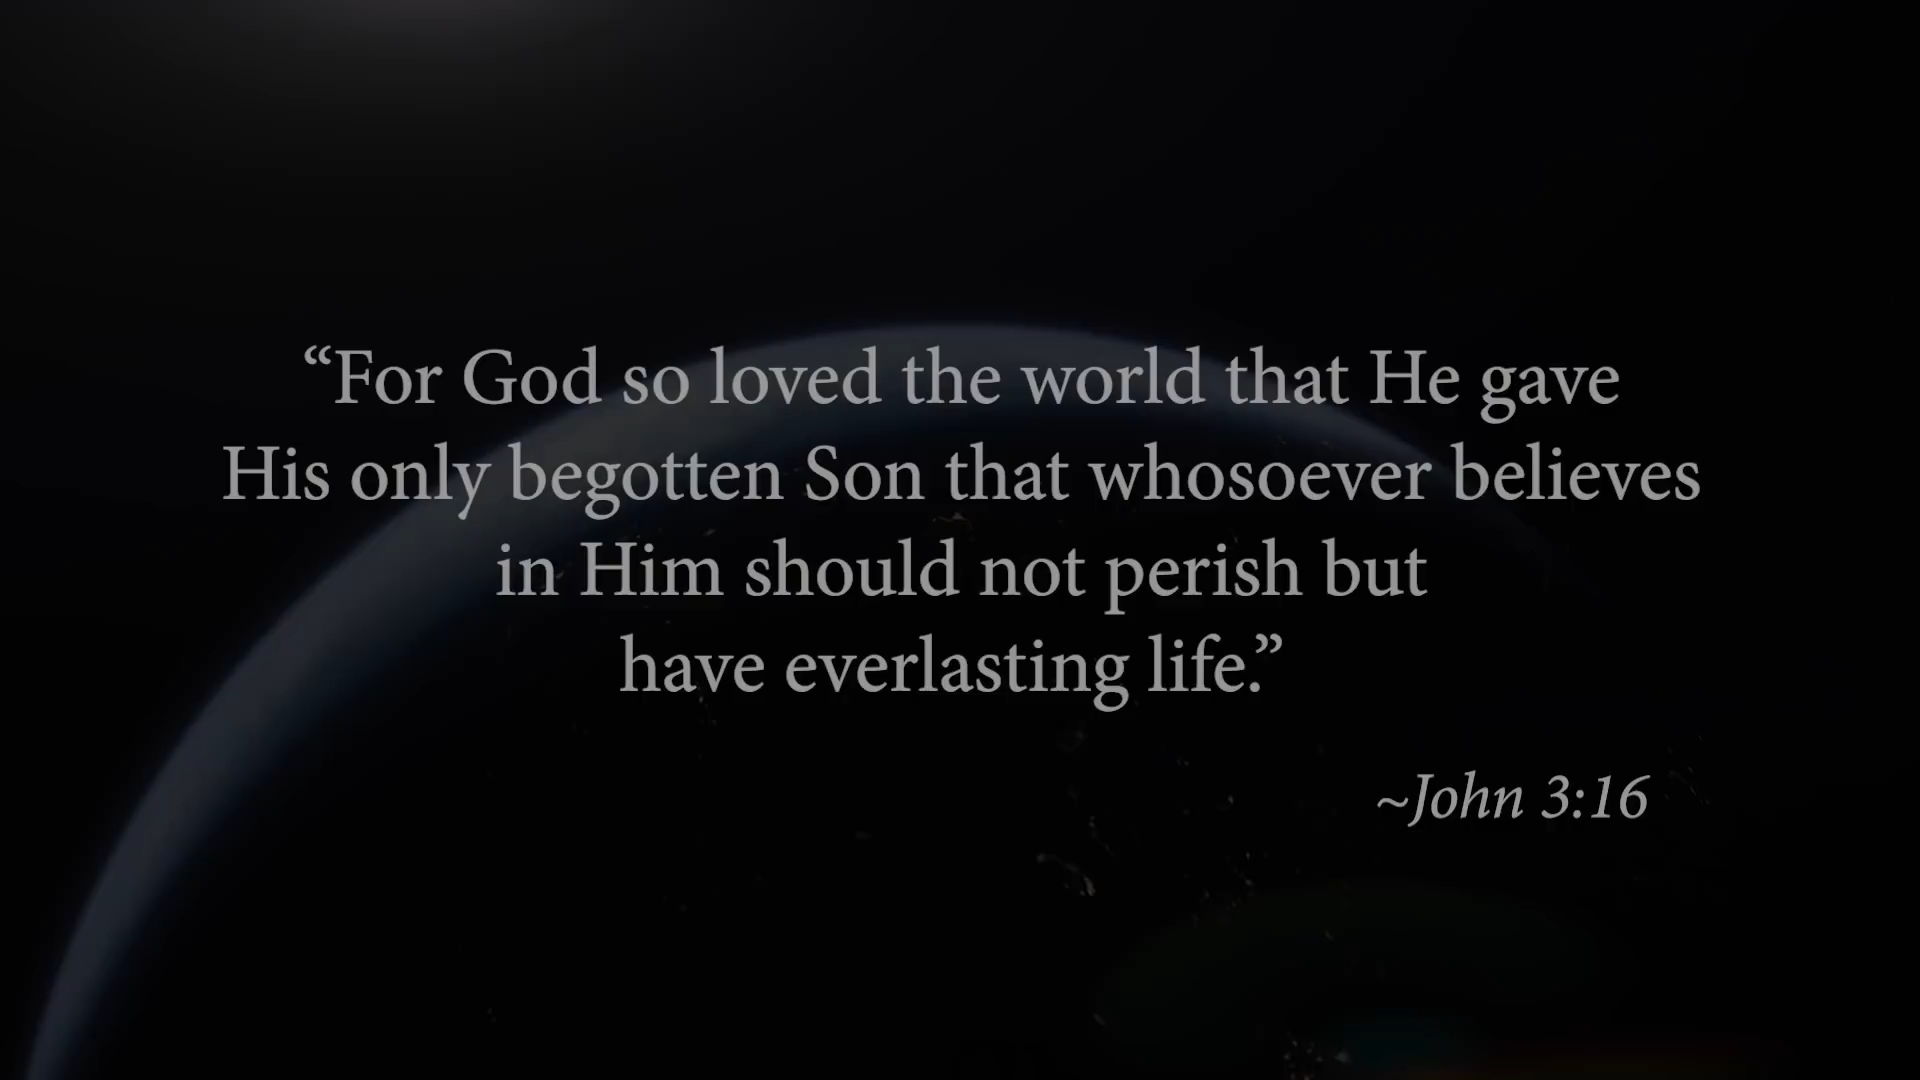 “For God so loved the world that He gave
His only begotten Son that whosoever believes
in Him should not perish but
have everlasting life.”
~John 3:16